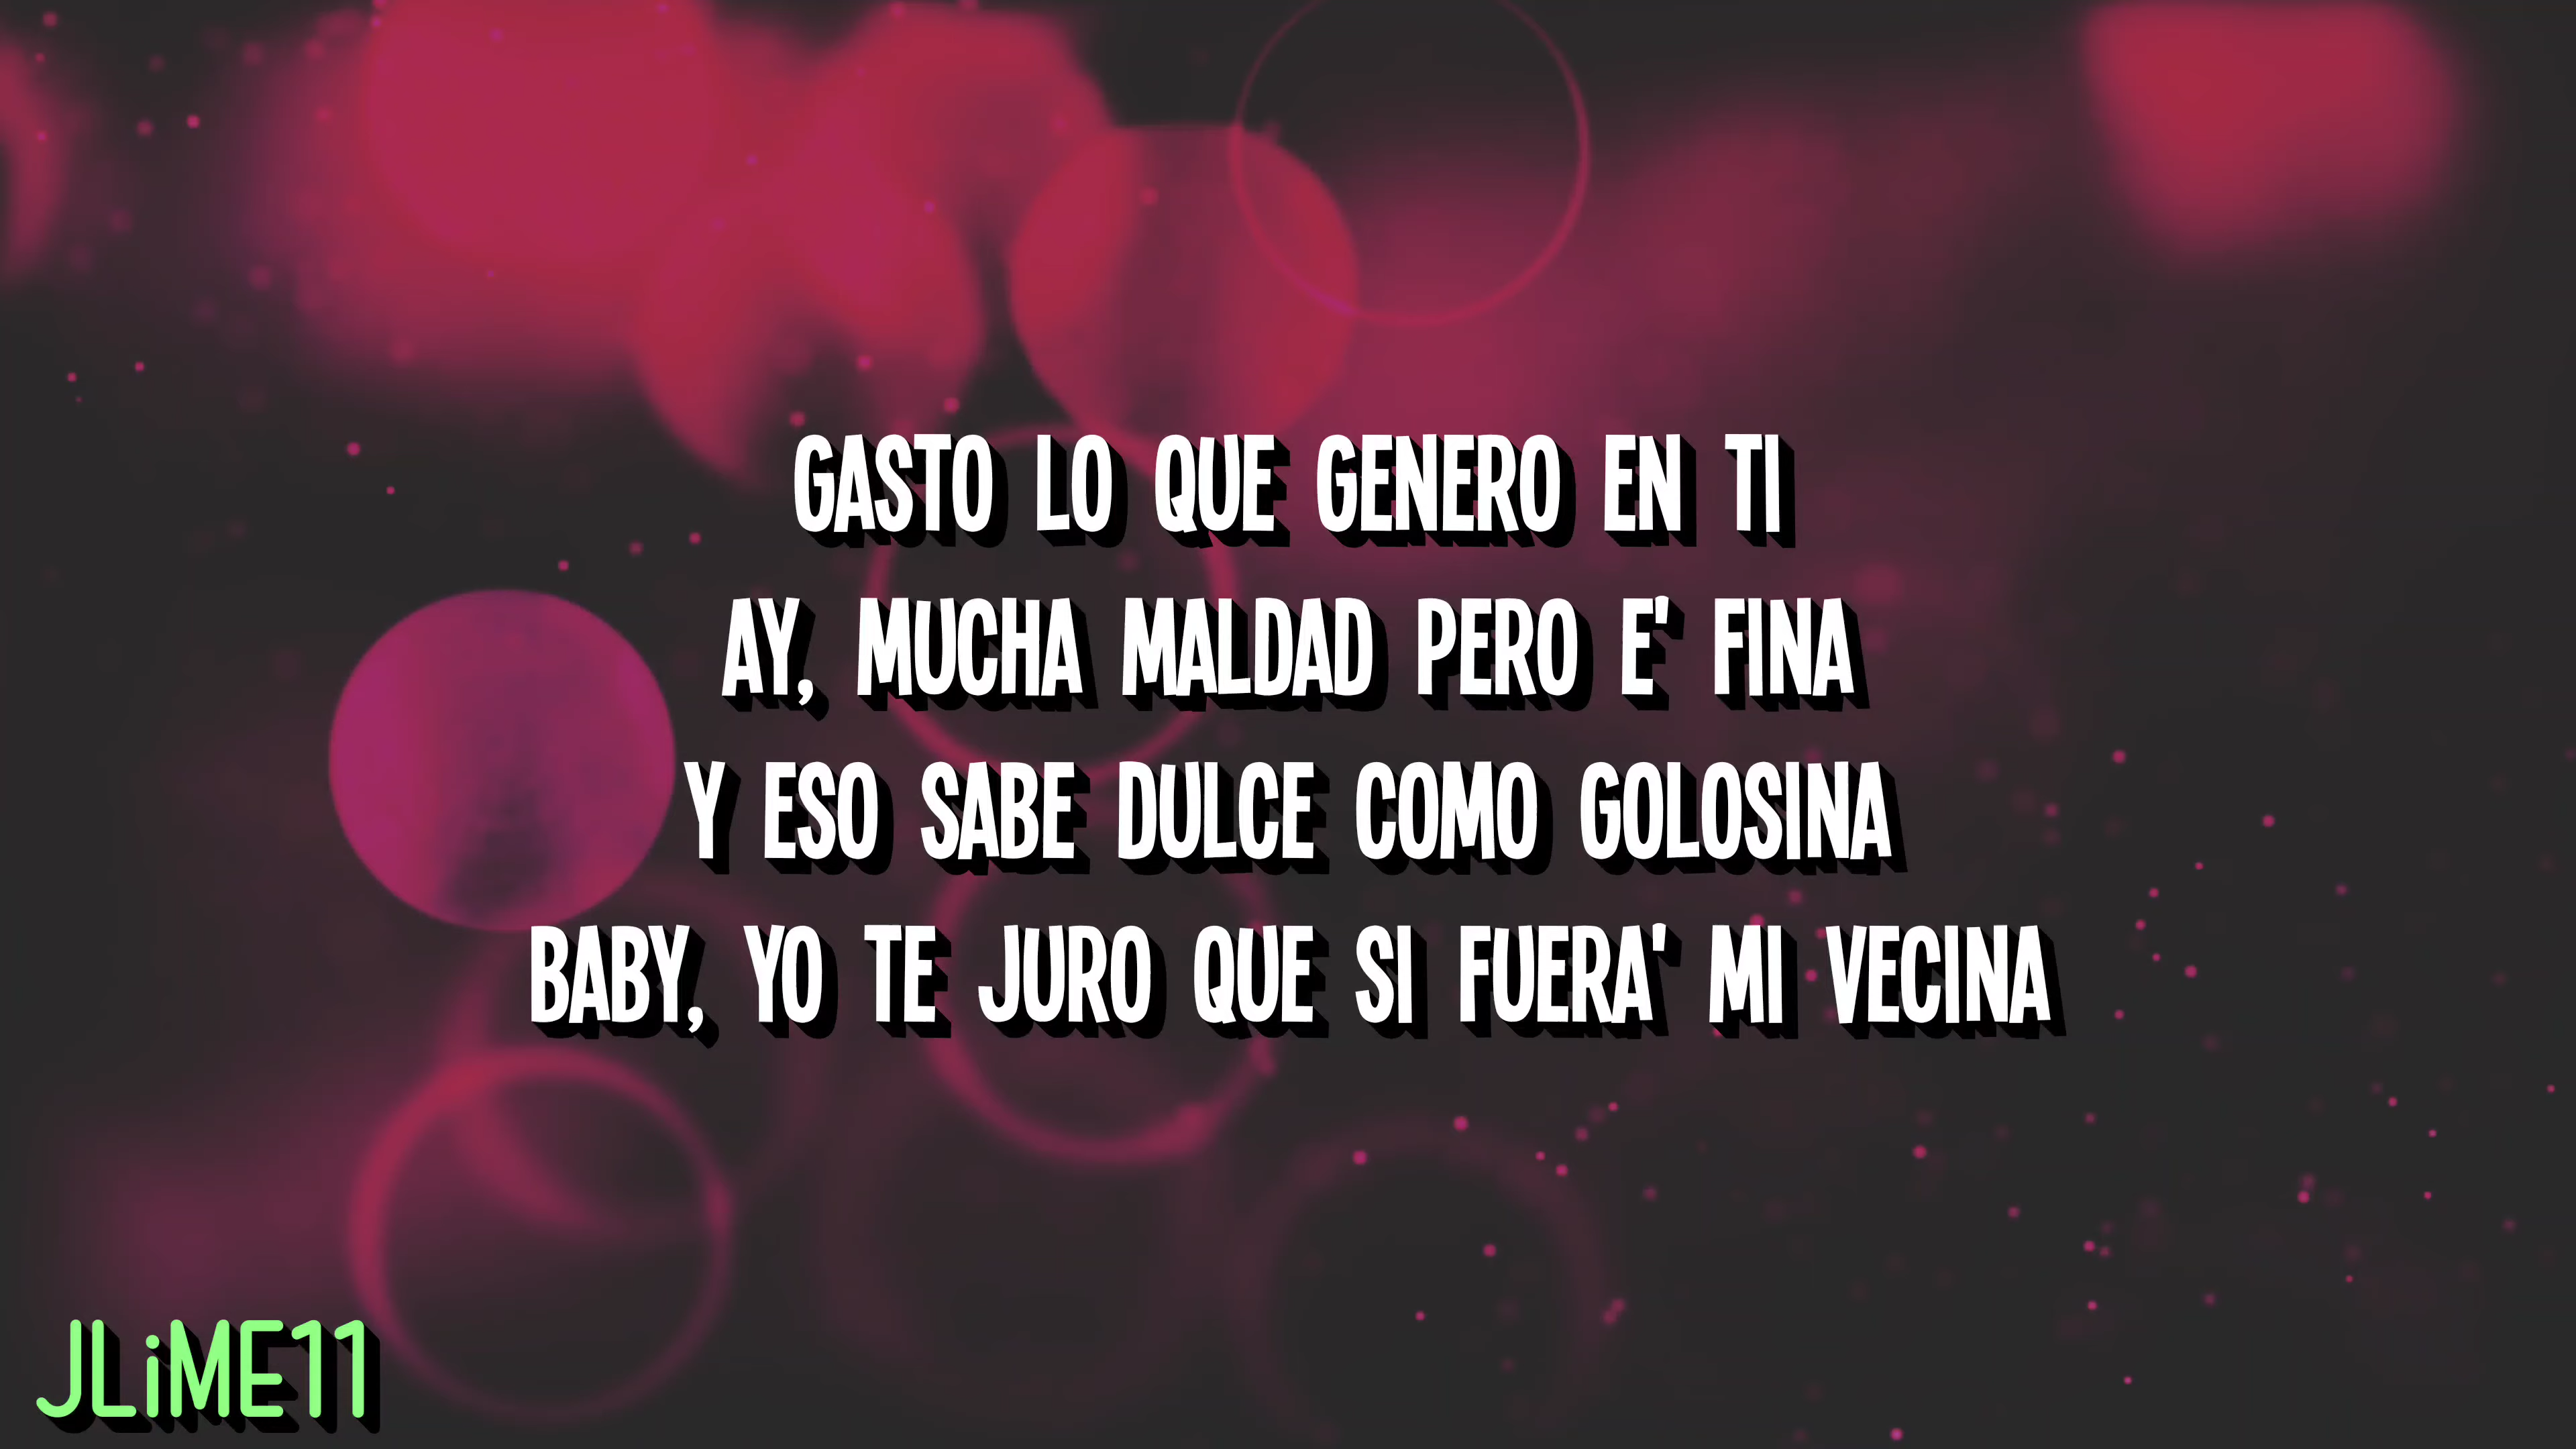 GASTO LO QUE GENERO EN TI
AY, MUCHA MALDAD PERO E' FINA
Y ESO SABE DULCE COMO GOLOSINA
BABY, YO TE JURO QUE SI FUERA' MI VECINA
JLiME11